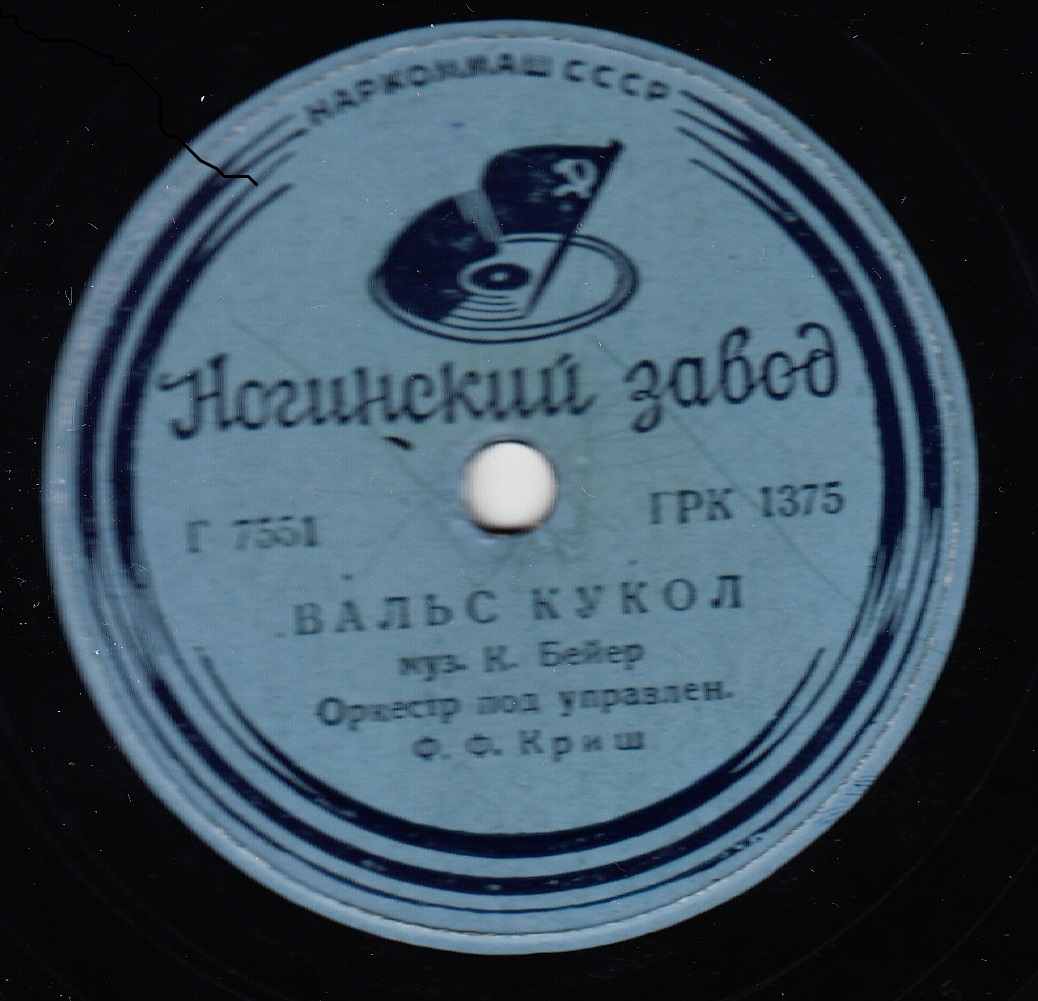 НАРКОММАШ СССР
Ногинский завод
Г 7551
ГРК 1375
ВАЛЬС КУКОЛ
муз. К. Бейер
Оркестр под управлен.
Ф. Ф. Криш